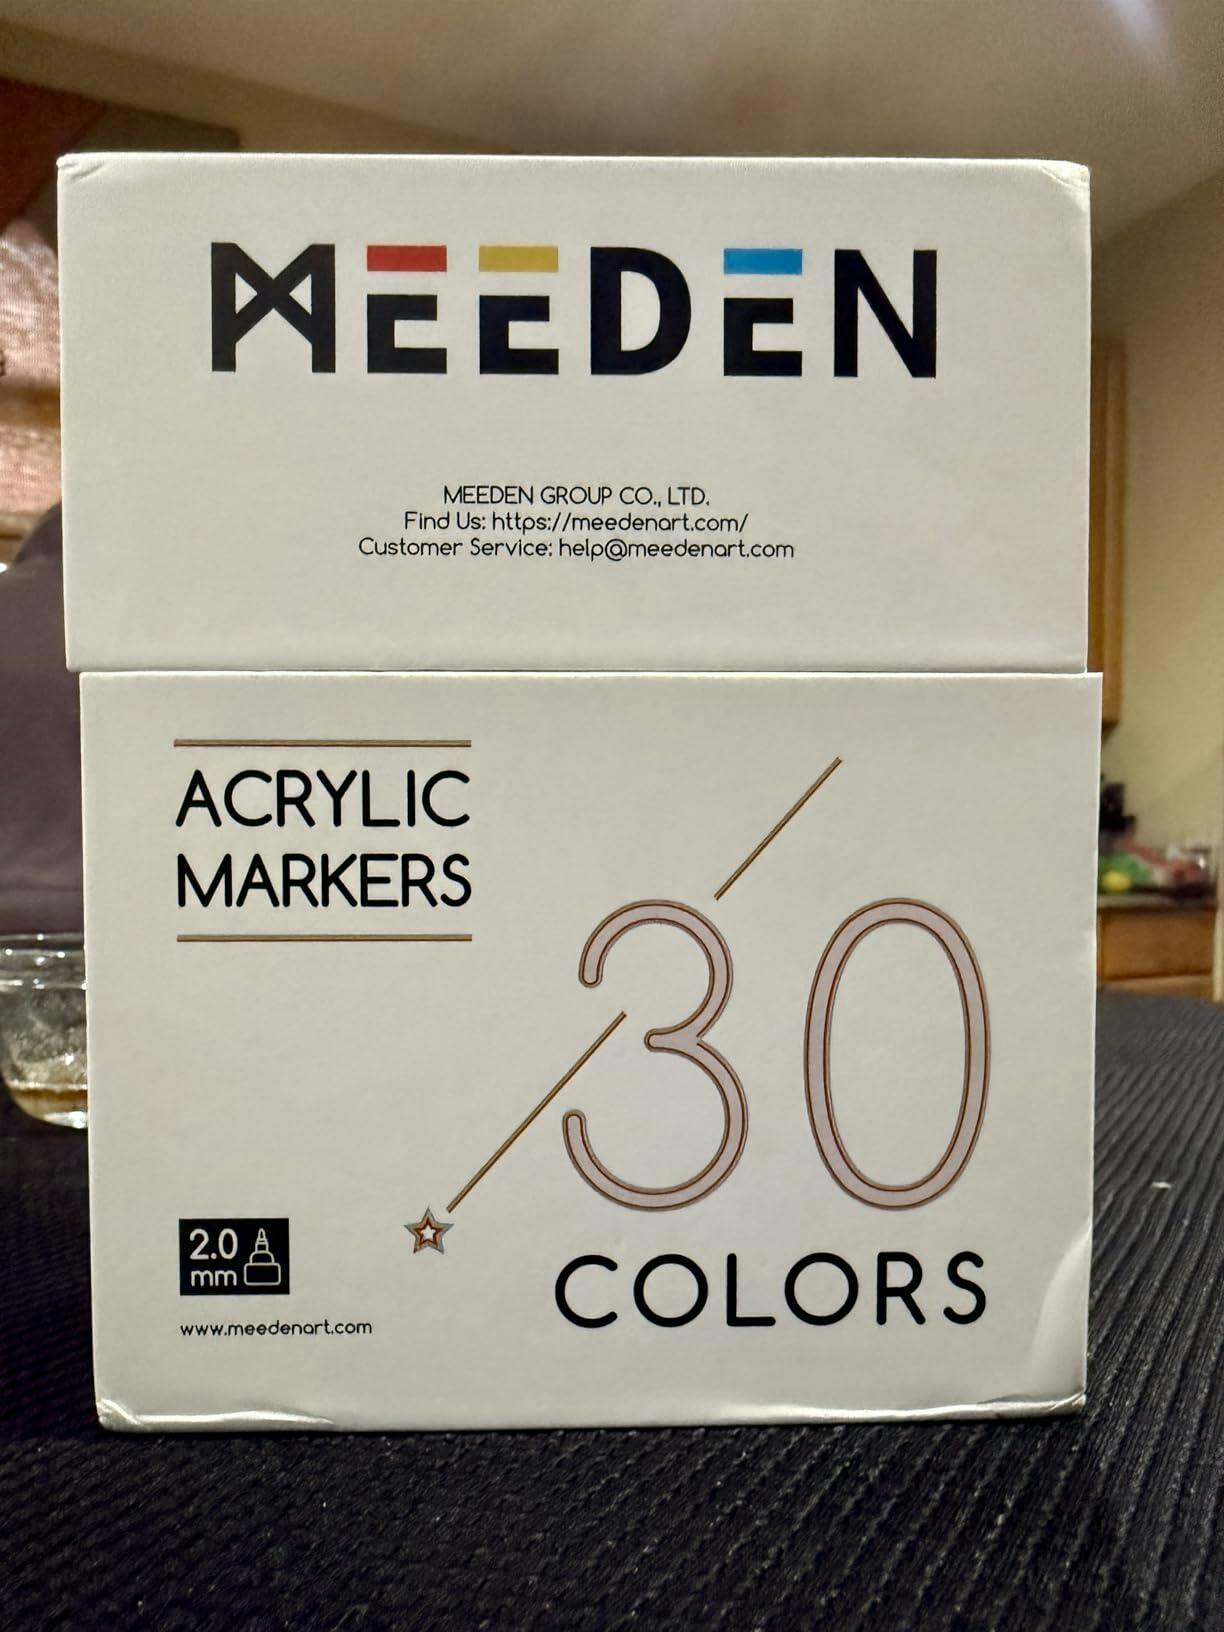 MEEDEN
MEEDEN GROUP CO., LTD.
Find Us: https://meedenart.com/
Customer Service: help@meedenart.com
ACRYLIC
MARKERS
30
COLORS
2.0
mm
www.meedenart.com